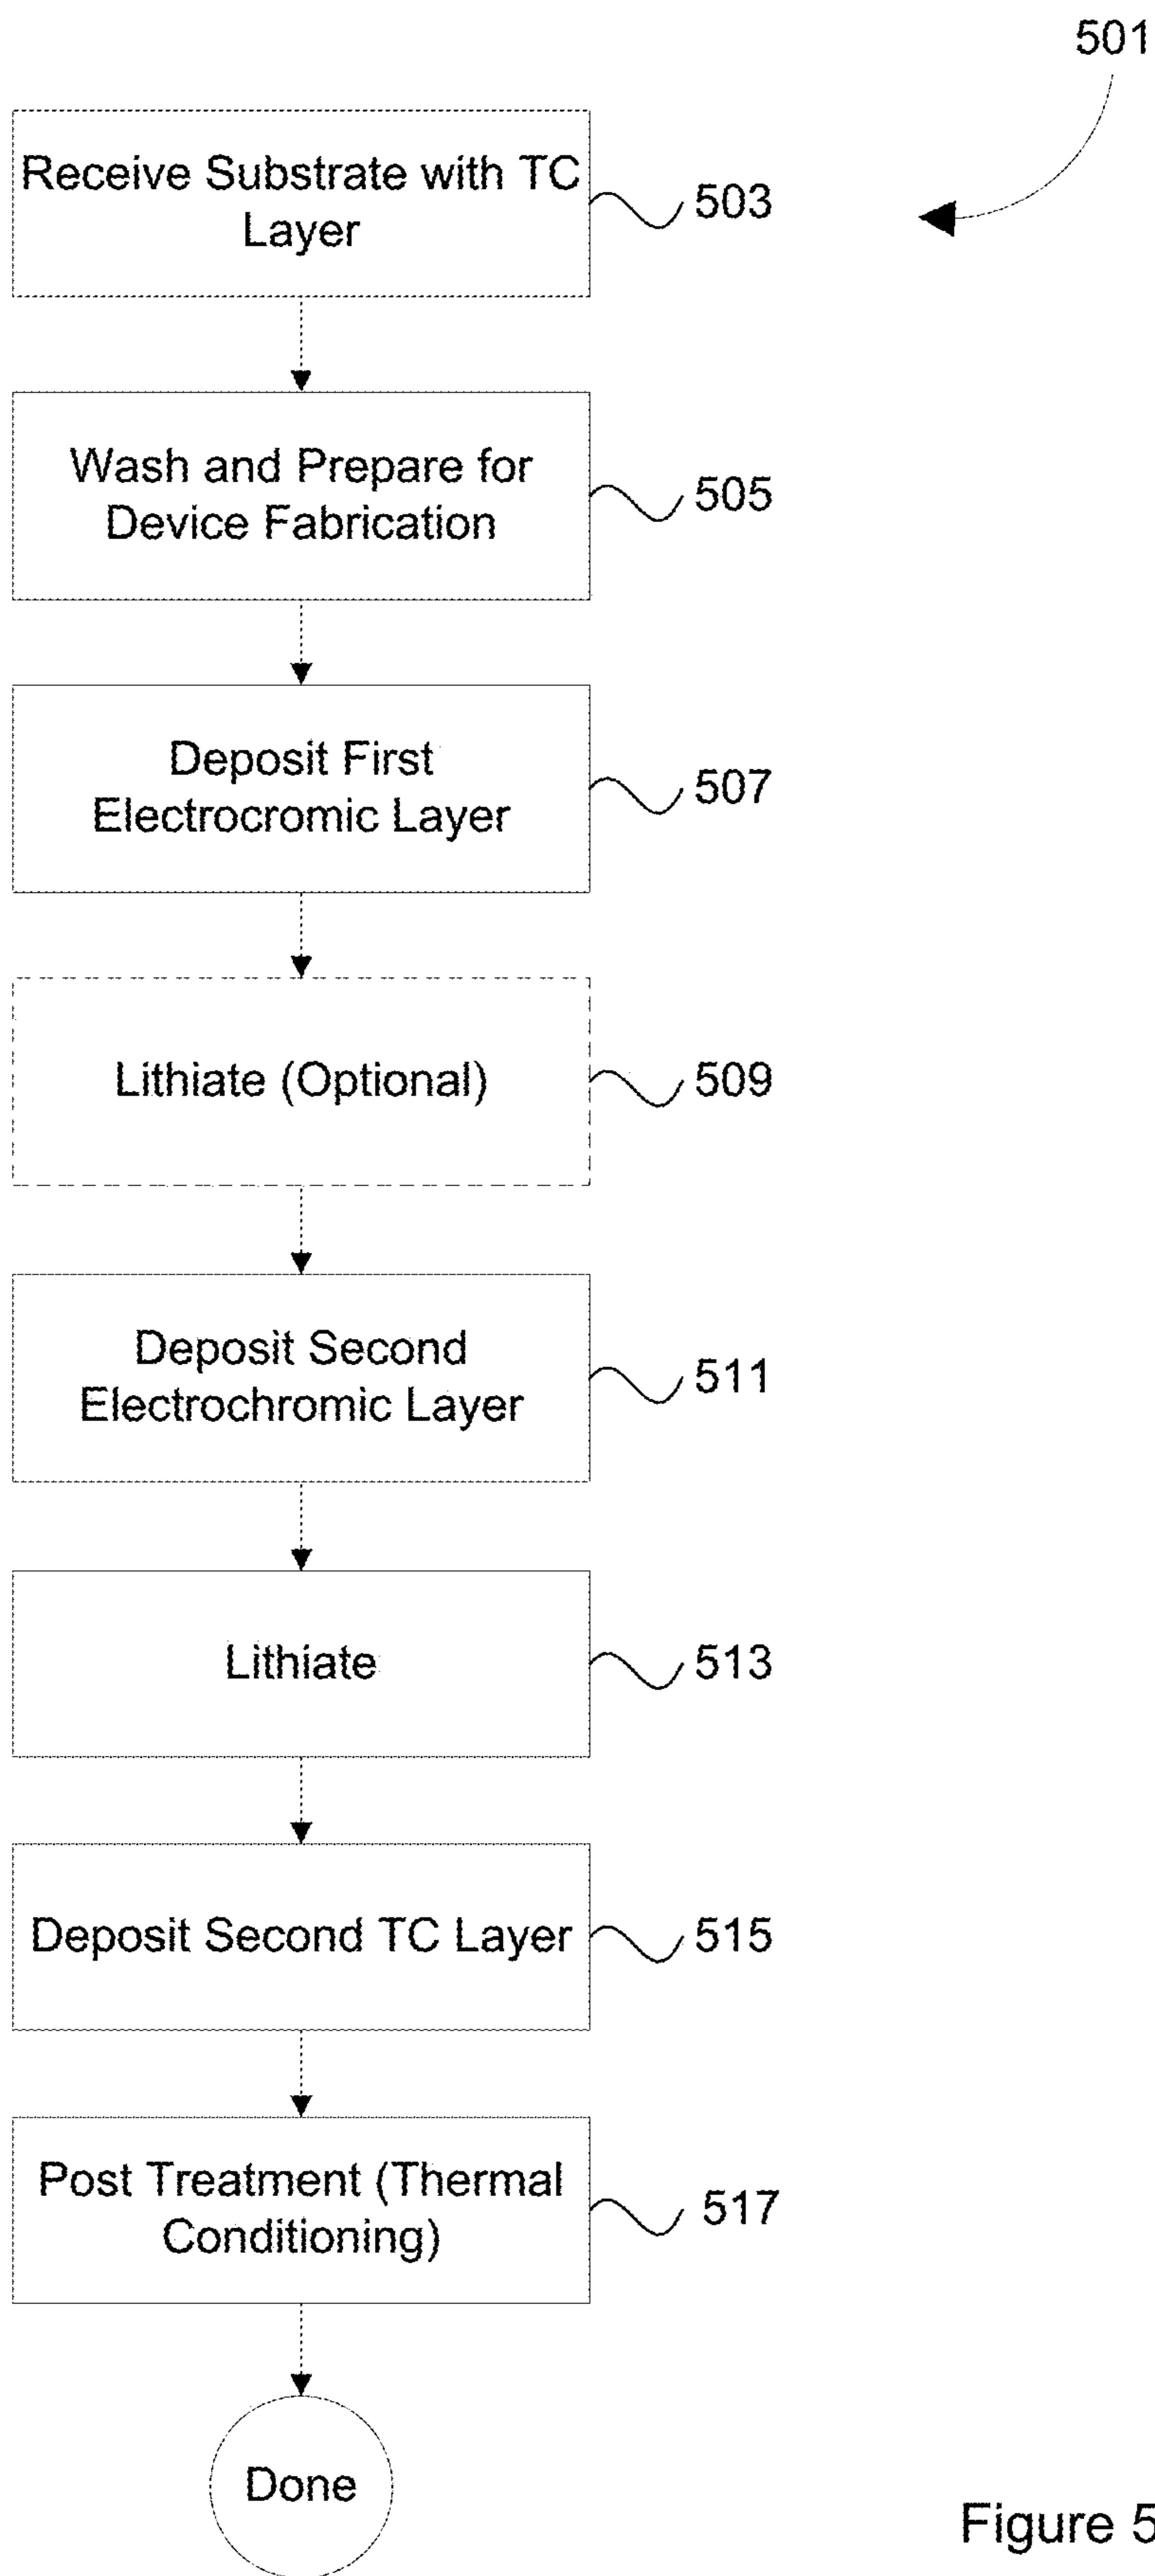 501
Receive Substrate with TC
Layer
503
Wash and Prepare for
Device Fabrication
505
Deposit First
Electrocromic Layer
507
Lithiate (Optional)
509
Deposit Second
Electrochromic Layer
511
Lithiate
513
Deposit Second TC Layer
515
Post Treatment (Thermal
Conditioning)
517
Done
Figure 5